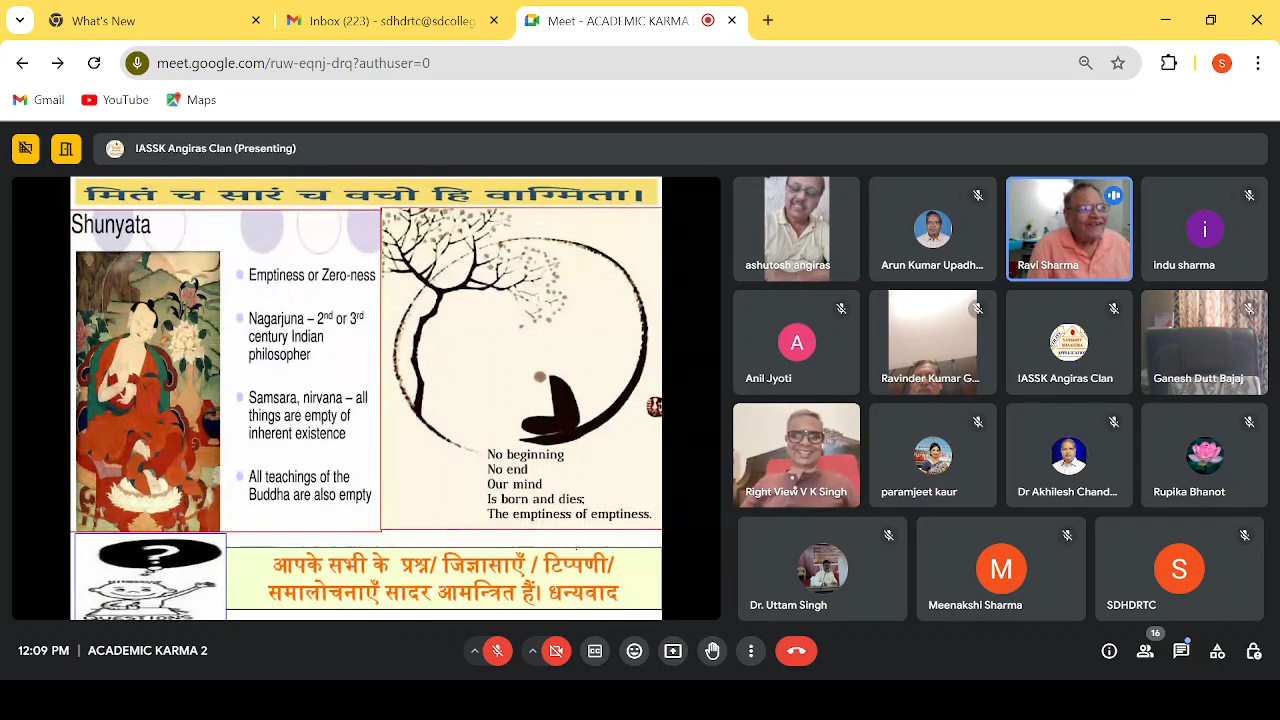 What's New
Inbox (223) - sdhdrtc@sdcolleg
Meet - ACADEMIC KARMA
meet.google.com/ruw-eqnj-drq?authuser=0
Gmail
YouTube
Maps
IASSK Angiras Clan (Presenting)
मितं च सारं च वचो हि वाग्मिता।
Shunyata
Emptiness or Zero-ness
Nagarjuna – 2nd or 3rd
century Indian
philosopher
Samsara, nirvana – all
things are empty of
inherent existence
All teachings of the
Buddha are also empty
No beginning
No end
Our mind
Is born and dies;
The emptiness of emptiness.
?
QUESTIONS
आपके सभी के प्रश्न/ जिज्ञासाएँ / टिप्पणी/
समालोचनाएँ सादर आमन्त्रित हैं। धन्यवाद
ashutosh angiras
Arun Kumar Upadh...
Ravi Sharma
i
indu sharma
A
Anil Jyoti
Ravinder Kumar G...
IASSK Angiras Clan
Ganesh Dutt Bajaj
Right View V K Singh
paramjeet kaur
Dr Akhilesh Chand...
Rupika Bhanot
Dr. Uttam Singh
M
Meenakshi Sharma
S
SDHDRTC
12:09 PM | ACADEMIC KARMA 2
16